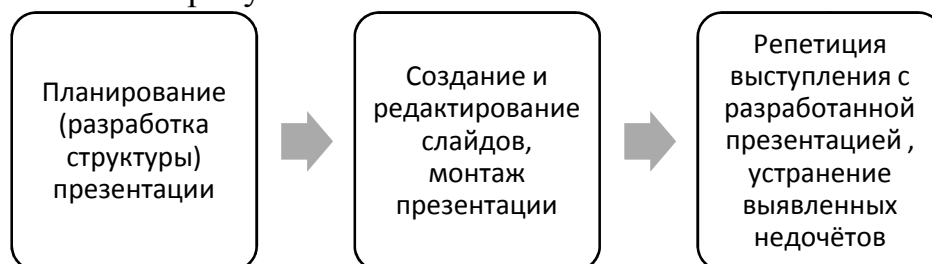 Планирование
(разработка
структуры)
презентации
Создание и
редактирование
слайдов,
монтаж
презентации
Репетиция
выступления с
разработанной
презентацией ,
устранение
выявленных
недочётов